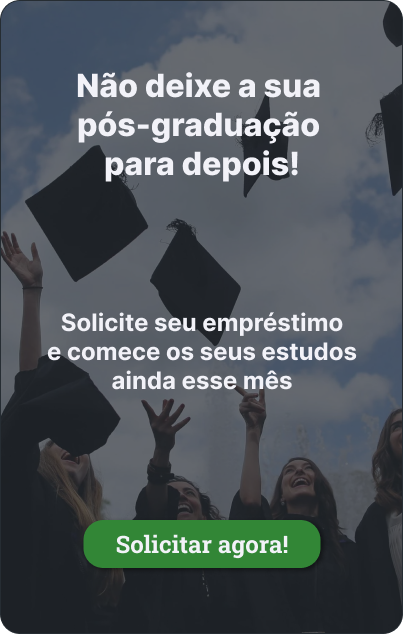 Não deixe a sua
pós-graduação
para depois!
Solicite seu empréstimo
e comece os seus estudos
ainda esse mês
Solicitar agora!